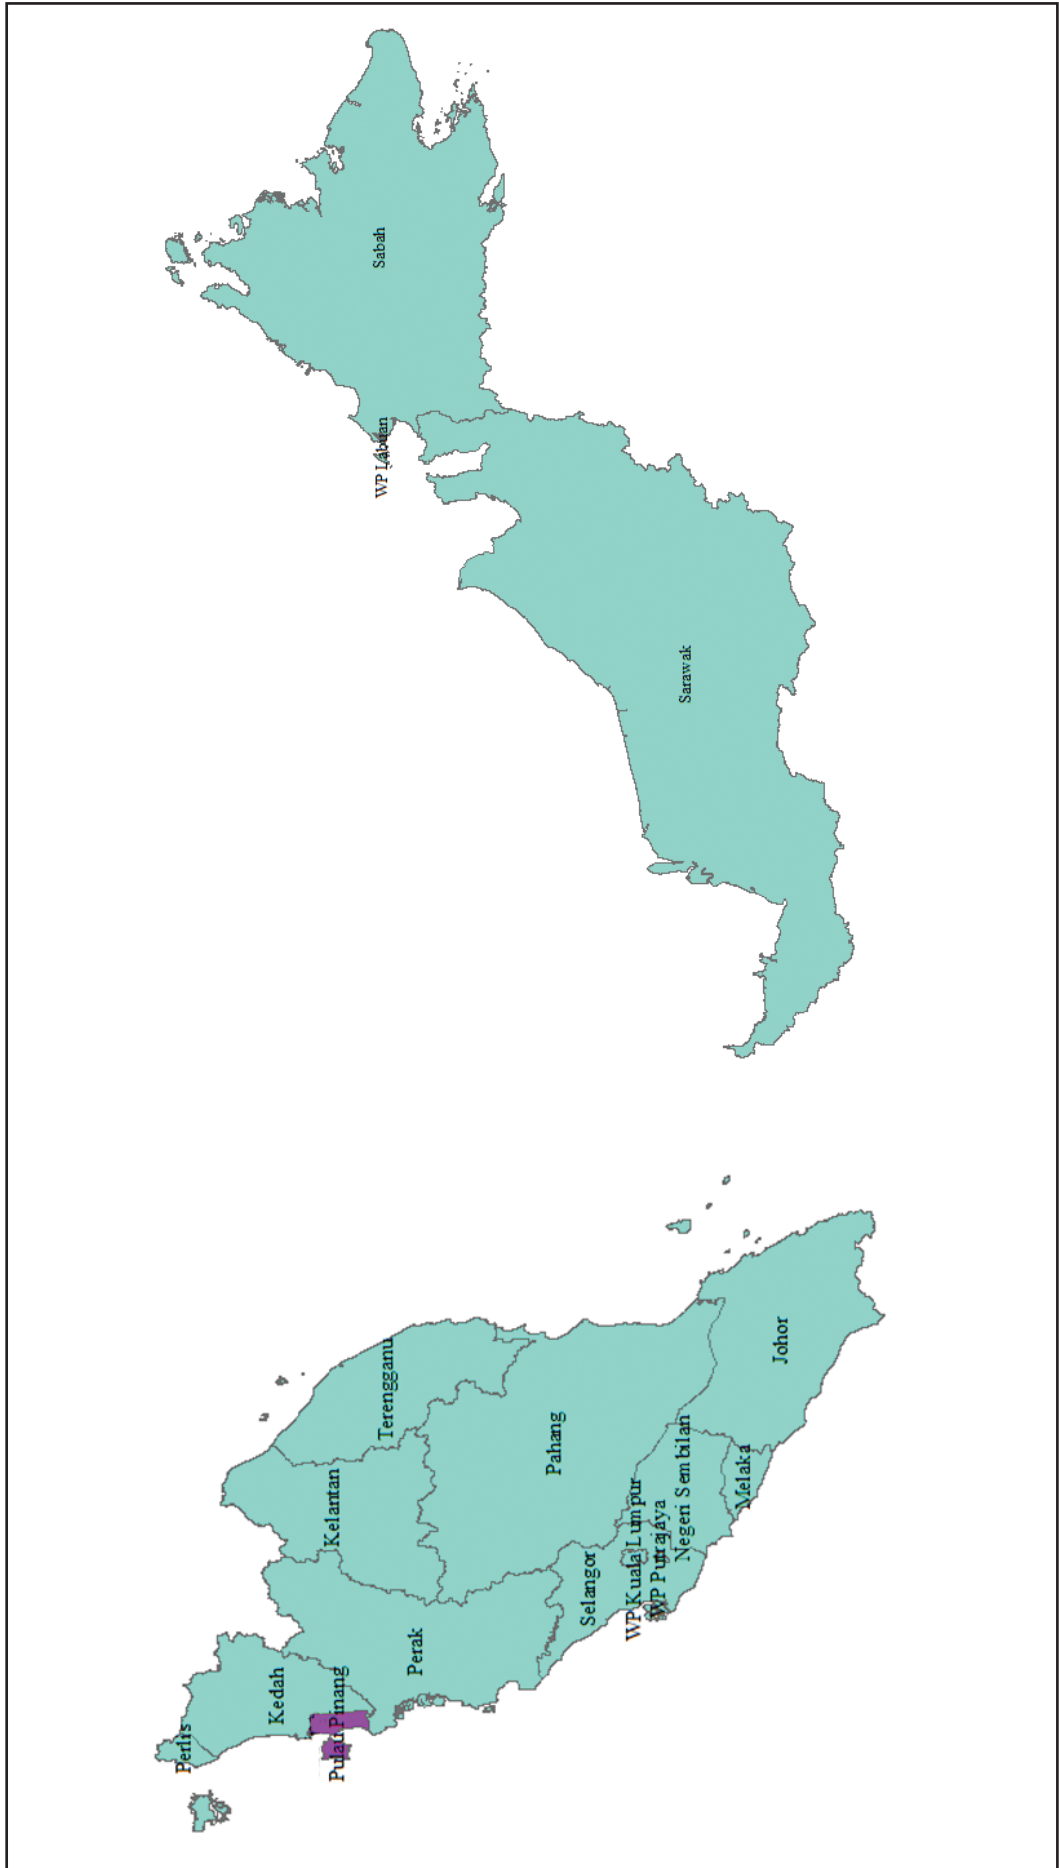 Perlis
Kedah
Pulau Pinang
Perak
Kelantan
Terengganu
Pahang
Selangor
WP Kuala Lumpur
WP Putrajaya
Negeri Sembilan
Melaka
Johor
Sarawak
WP Labuan
Sabah